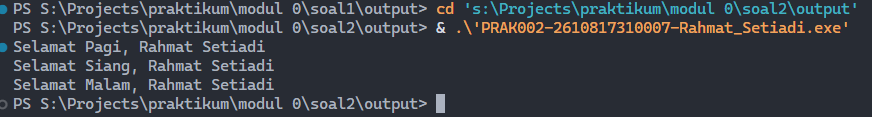 PS S:\Projects\praktikum\modul 0\soal1\output> cd 's:\Projects\praktikum\modul 0\soal2\output'
PS S:\Projects\praktikum\modul 0\soal2\output> & .\'PRAK002-2610817310007-Rahmat_Setiadi.exe'
Selamat Pagi, Rahmat Setiadi
Selamat Siang, Rahmat Setiadi
Selamat Malam, Rahmat Setiadi
PS S:\Projects\praktikum\modul 0\soal2\output>